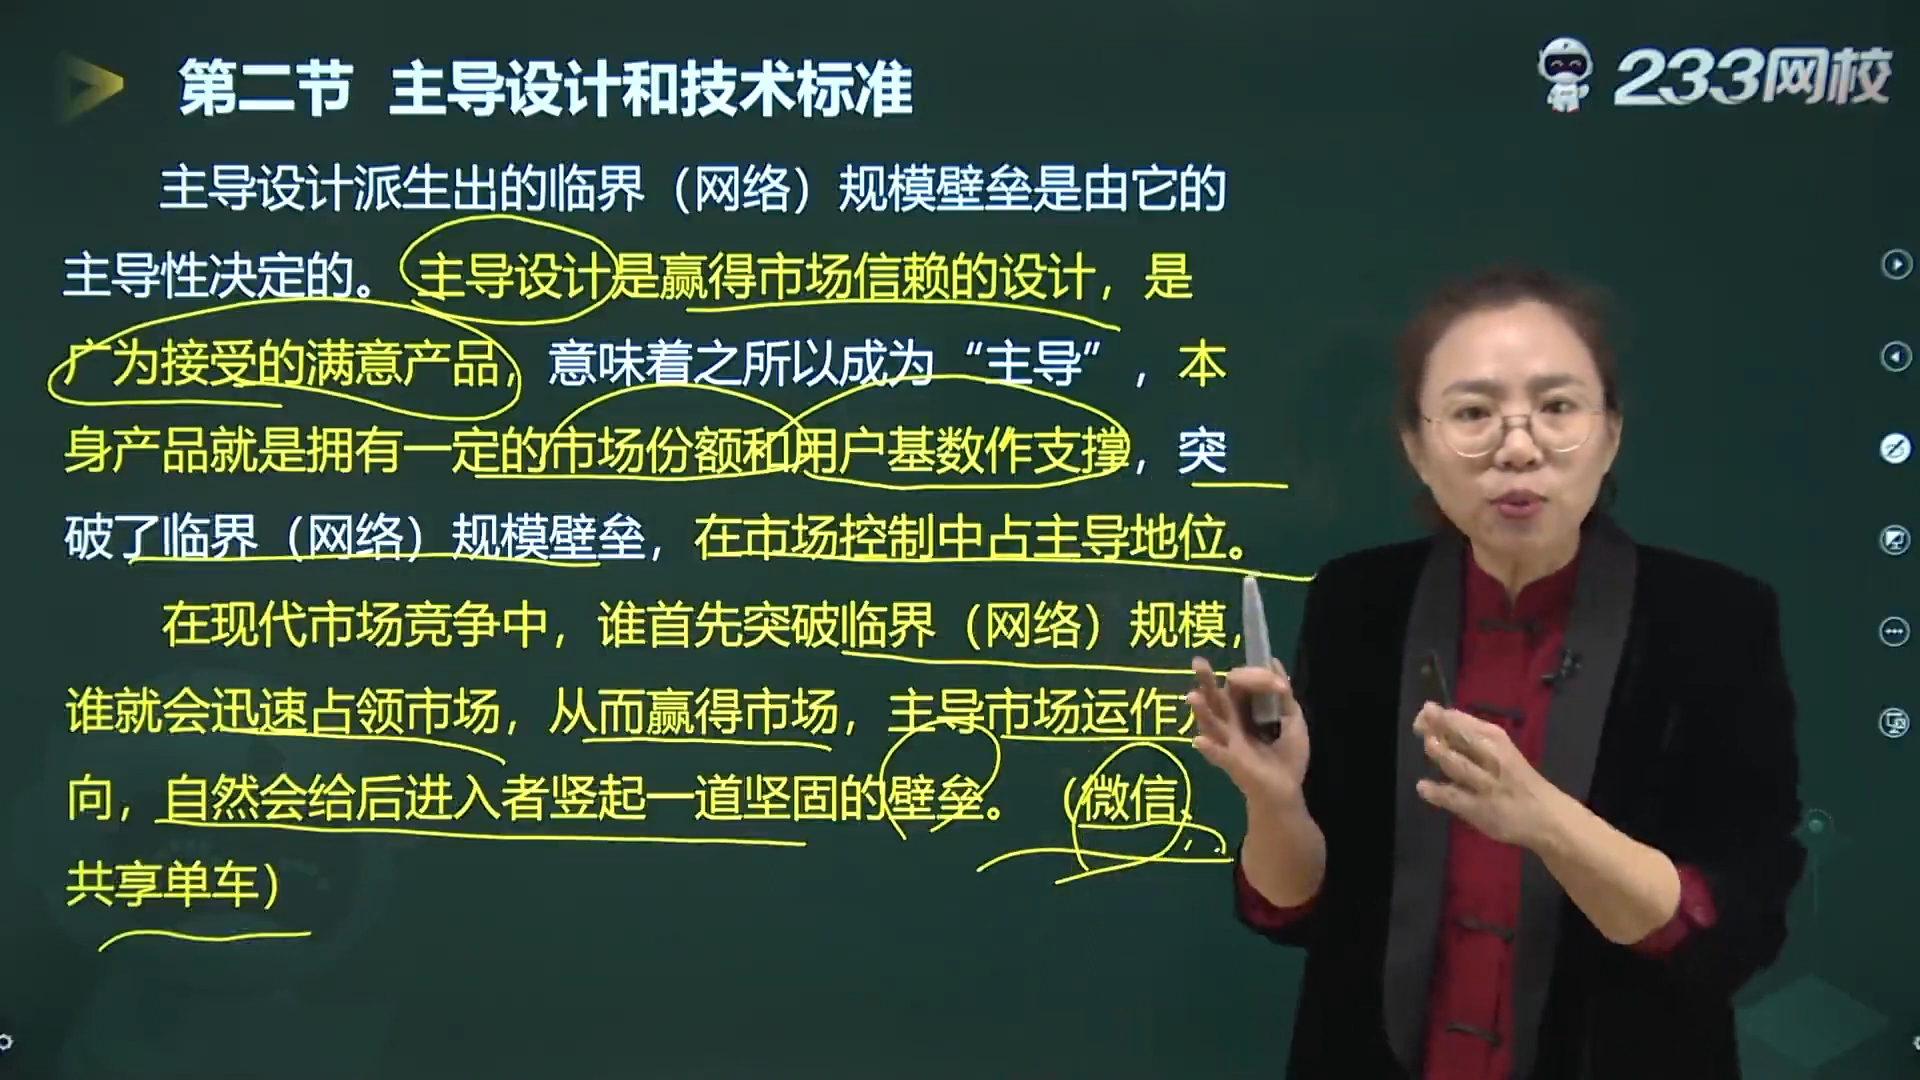 第二节 主导设计和技术标准
233网校
主导设计派生出的临界（网络）规模壁垒是由它的
主导性决定的。主导设计是赢得市场信赖的设计，是
广为接受的满意产品，意味着之所以成为“主导”，本
身产品就是拥有一定的市场份额和用户基数作支撑，突
破了临界（网络）规模壁垒，在市场控制中占主导地位。
在现代市场竞争中，谁首先突破临界（网络）规模，
谁就会迅速占领市场，从而赢得市场，主导市场运作
向，自然会给后进入者竖起一道坚固的壁垒。（微信、
共享单车）